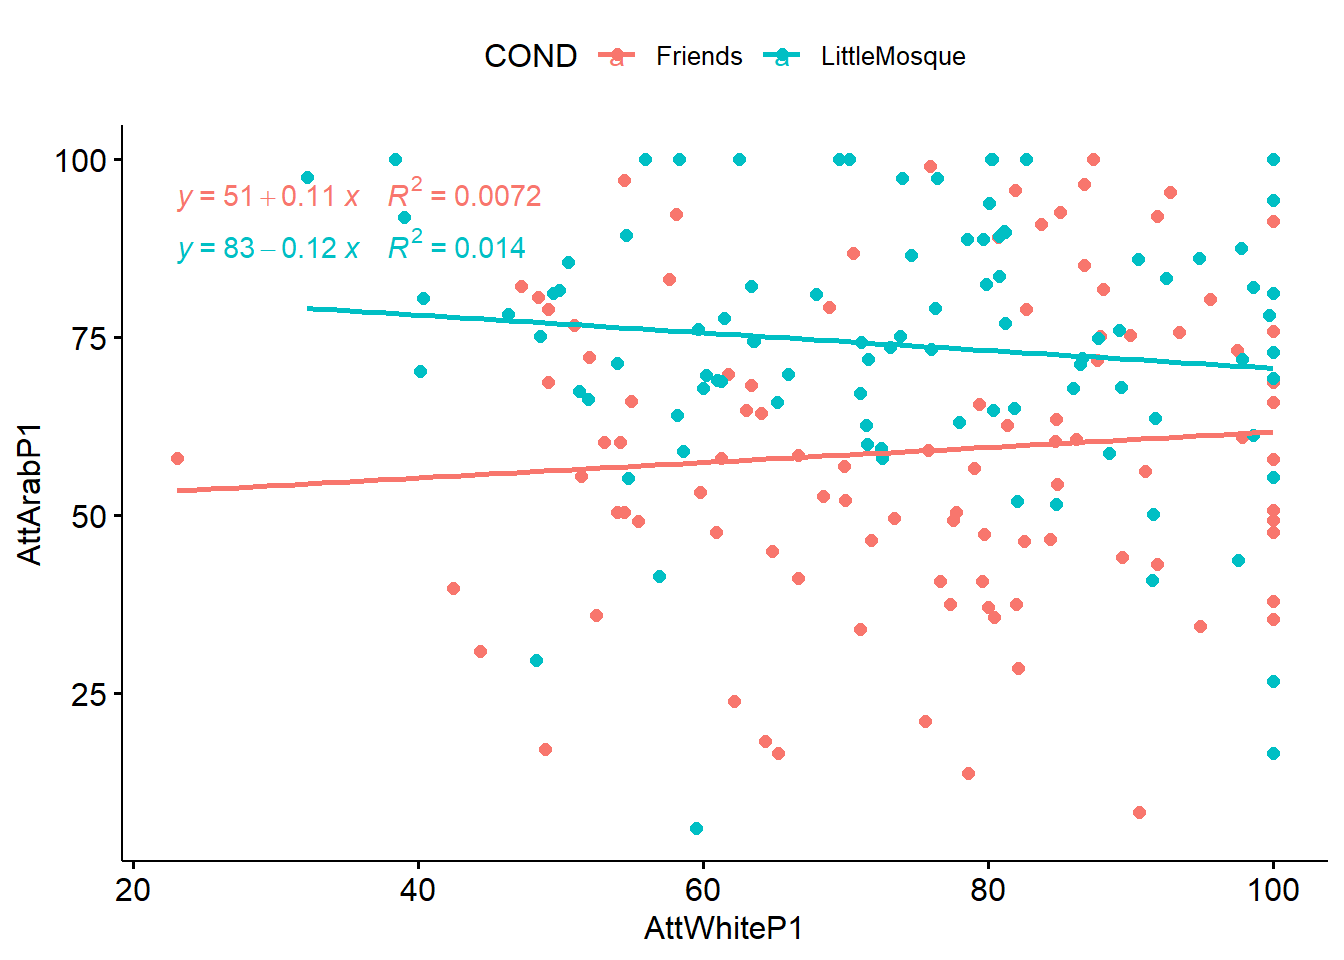 COND a Friends a LittleMosque
100
y = 51 + 0.11 x R² = 0.0072
y = 83 − 0.12 x R² = 0.014
75
50
25
AttArabP1
20 40 60 80 100
AttWhiteP1